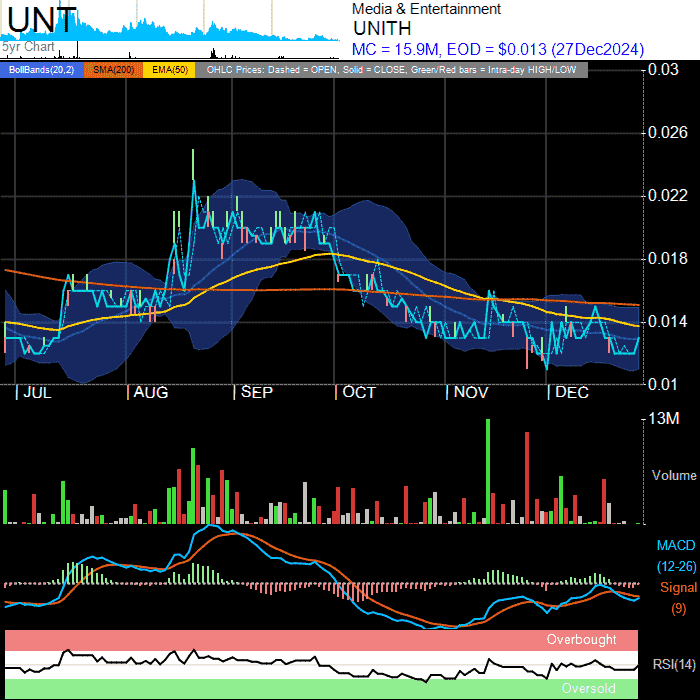 UNT
5yr Chart
Media & Entertainment
UNITH
MC = 15.9M, EOD = $0.013 (27Dec2024)
BollBands(20,2) SMA(200) EMA(50) OHLC Prices: Dashed = OPEN, Solid = CLOSE, Green/Red bars = Intra-day HIGH/LOW
0.03
0.026
0.022
0.018
0.014
0.01
JUL AUG SEP OCT NOV DEC
13M
Volume
MACD
(12-26)
Signal
(9)
Overbought
RSI(14)
Oversold